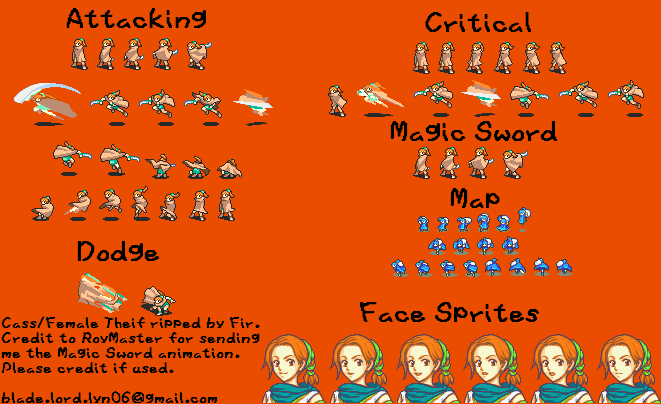 Attacking
Critical
Magic Sword
Map
Dodge
Face Sprites
Cass/Female Theif ripped by Fir.
Credit to RoyMaster for sending
me the Magic Sword animation.
Please credit if used.
blade.lord.lyn06@gmail.com